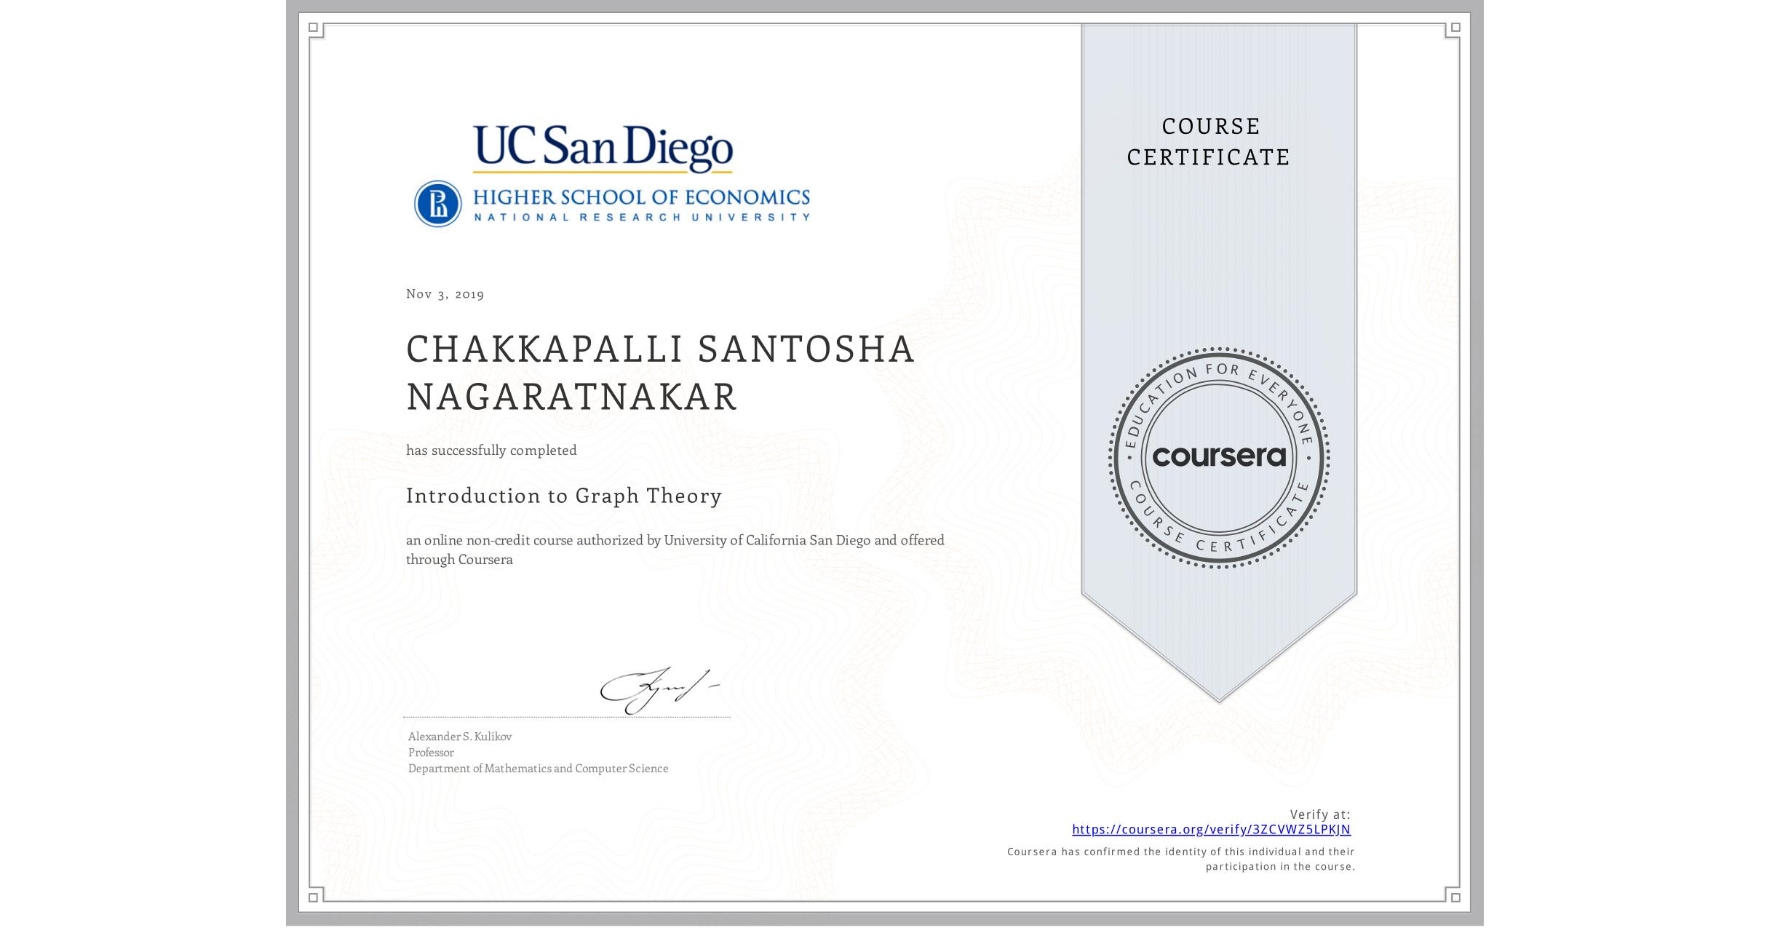 UC San Diego
HIGHER SCHOOL OF ECONOMICS
NATIONAL RESEARCH UNIVERSITY
COURSE
CERTIFICATE
Nov 3, 2019
CHAKKAPALLI SANTOSHA
NAGARATNAKAR
has successfully completed
Introduction to Graph Theory
an online non-credit course authorized by University of California San Diego and offered
through Coursera
EDUCATION FOR EVERYONE
coursera
COURSE CERTIFICATE
Alexander S. Kulikov
Professor
Department of Mathematics and Computer Science
Verify at:
https://coursera.org/verify/3ZCVWZ5LPKJN
Coursera has confirmed the identity of this individual and their
participation in the course.